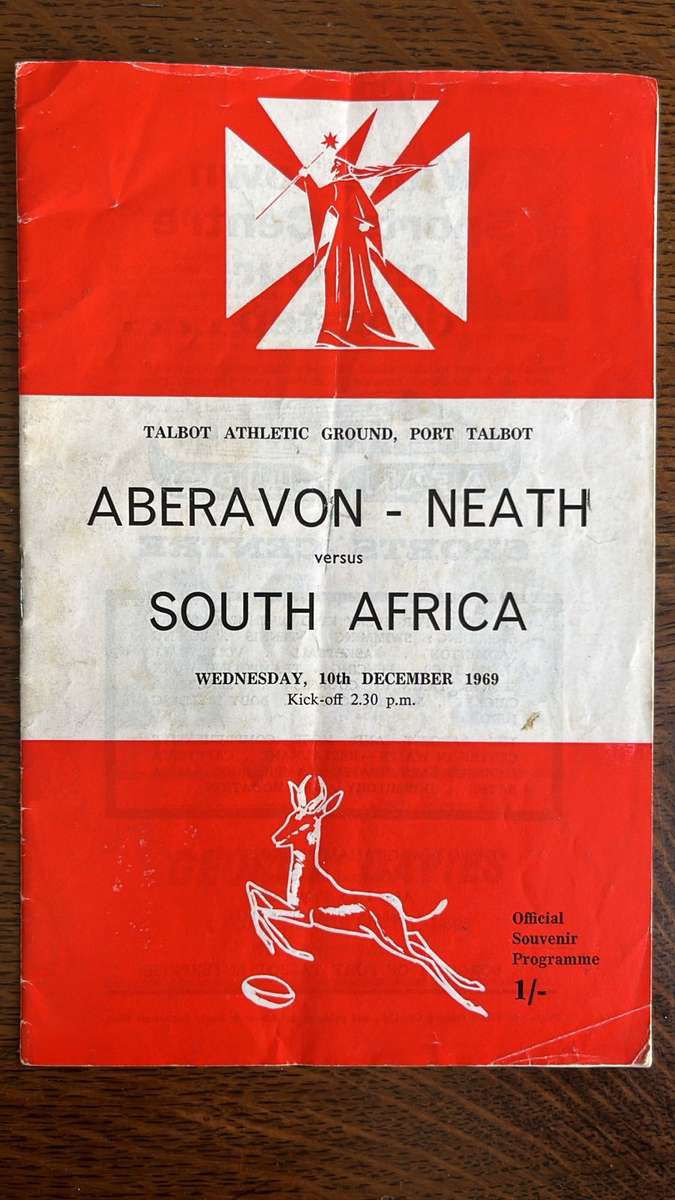 TALBOT ATHLETIC GROUND, PORT TALBOT
ABERAVON - NEATH
versus
SOUTH AFRICA
WEDNESDAY, 10th DECEMBER 1969
Kick-off 2.30 p.m.
Official
Souvenir
Programme
1/-